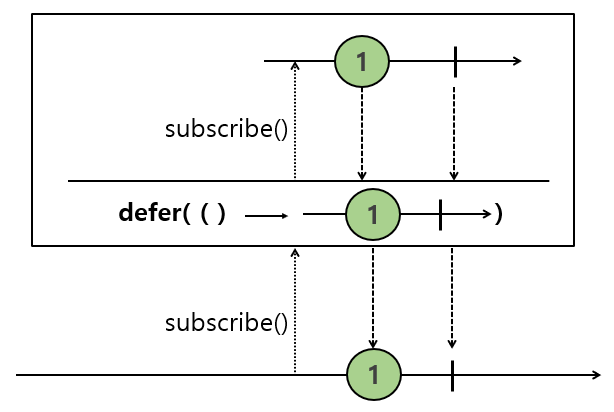 1
subscribe()
defer( ( ) 1 )
subscribe()
1